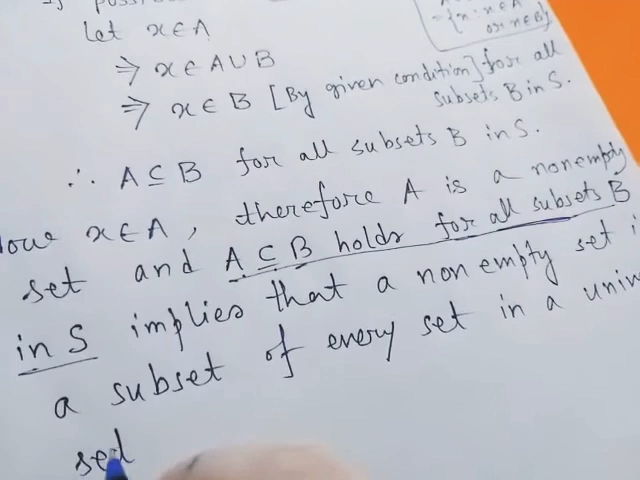 Let x∈A
= {x : x∈A
or x∈B}
⇒ x∈A∪B
⇒ x∈B [By given condition] for all
subsets B in S.
∴ A⊆B for all subsets B in S.
x∈A, therefore A is a nonempty
set and A⊆B holds for all subsets B
in S implies that a non empty set
a subset of every set in a
set